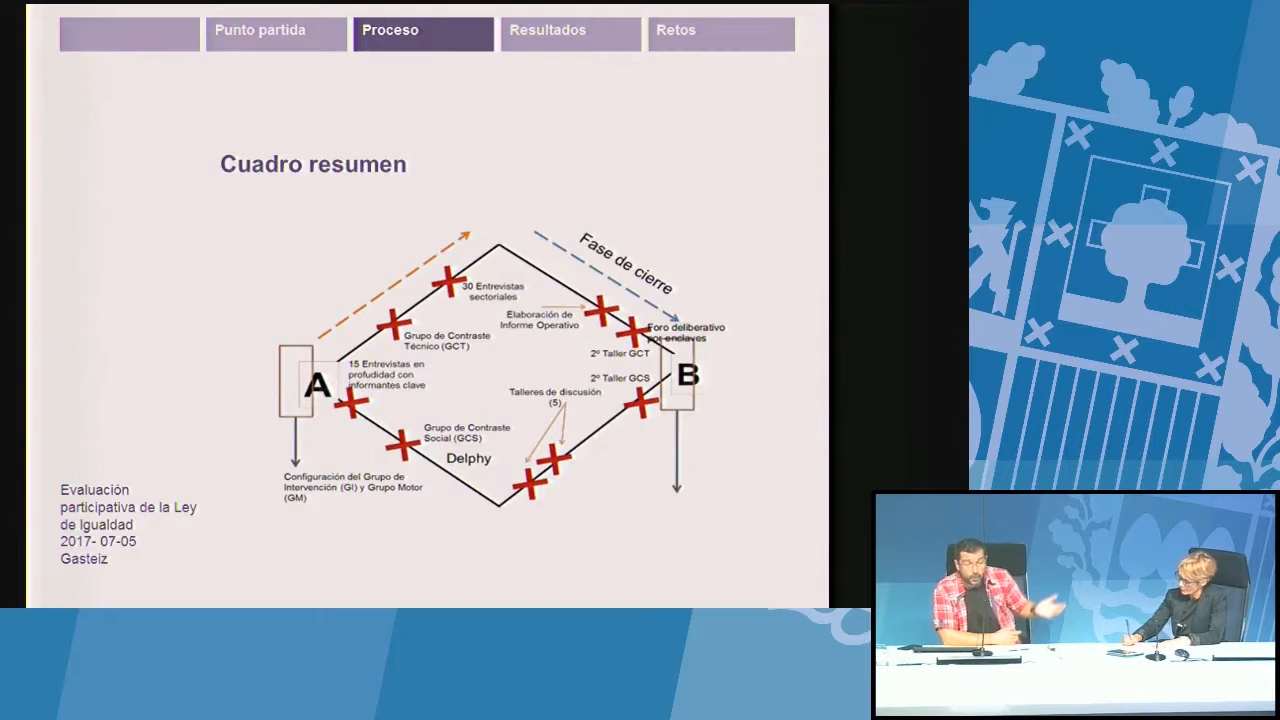 Punto partida
Proceso
Resultados
Retos
Cuadro resumen
Fase de cierre
30 Entrevistas
sectoriales
Elaboración de
Informe Operativo
Foro deliberativo
por enclaves
Grupo de Contraste
Técnico (GCT)
2º Taller GCT
15 Entrevistas en
profudidad con
informantes clave
A
B
2º Taller GCS
Talleres de discusión
(5)
Grupo de Contraste
Social (GCS)
Delphy
Configuración del Grupo de
Intervención (GI) y Grupo Motor
(GM)
Evaluación
participativa de la Ley
de Igualdad
2017- 07-05
Gasteiz